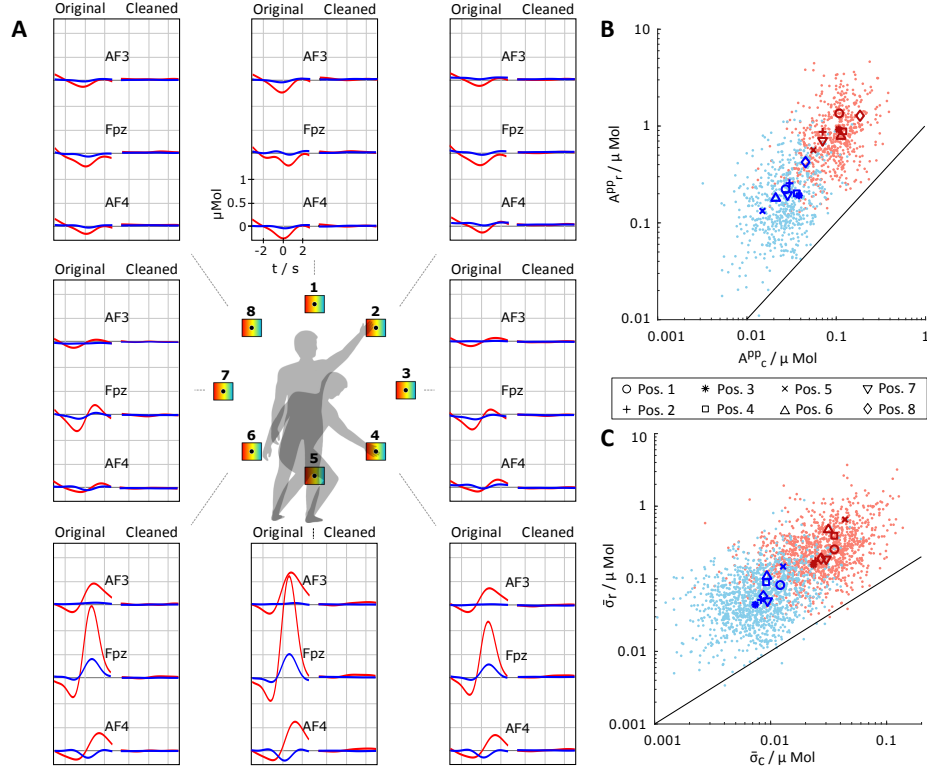 A
Original Cleaned
AF3
Fpz
AF4
Original Cleaned
AF3
Fpz
AF4
1
0.5
0
μMol
-2 0 2
t / s
Original Cleaned
AF3
Fpz
AF4
Original Cleaned
AF3
Fpz
AF4
1
2
3
4
5
6
7
8
Original Cleaned
AF3
Fpz
AF4
Original Cleaned
AF3
Fpz
AF4
Original Cleaned
AF3
Fpz
AF4
Original Cleaned
AF3
Fpz
AF4
B
10
1
0.1
0.01
A^pp_r / μ Mol
0.001 0.01 0.1 1
A^pp_c / μ Mol
Pos. 1 Pos. 3 Pos. 5 Pos. 7
Pos. 2 Pos. 4 Pos. 6 Pos. 8
C
10
1
0.1
0.01
0.001
σ̄r / μ Mol
0.001 0.01 0.1
σ̄c / μ Mol